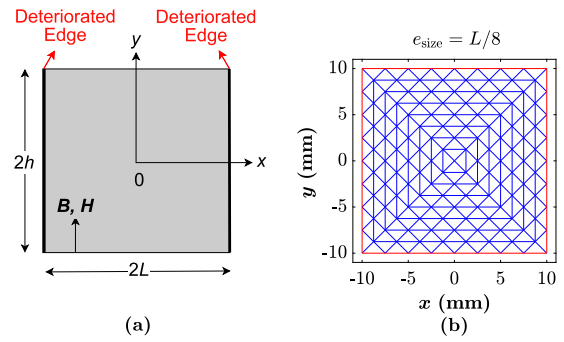 Deteriorated Edge
Deteriorated Edge
y
x
0
2h
B, H
2L
(a)
e_size = L/8
10
5
0
-5
-10
y (mm)
-10 -5 0 5 10
x (mm)
(b)